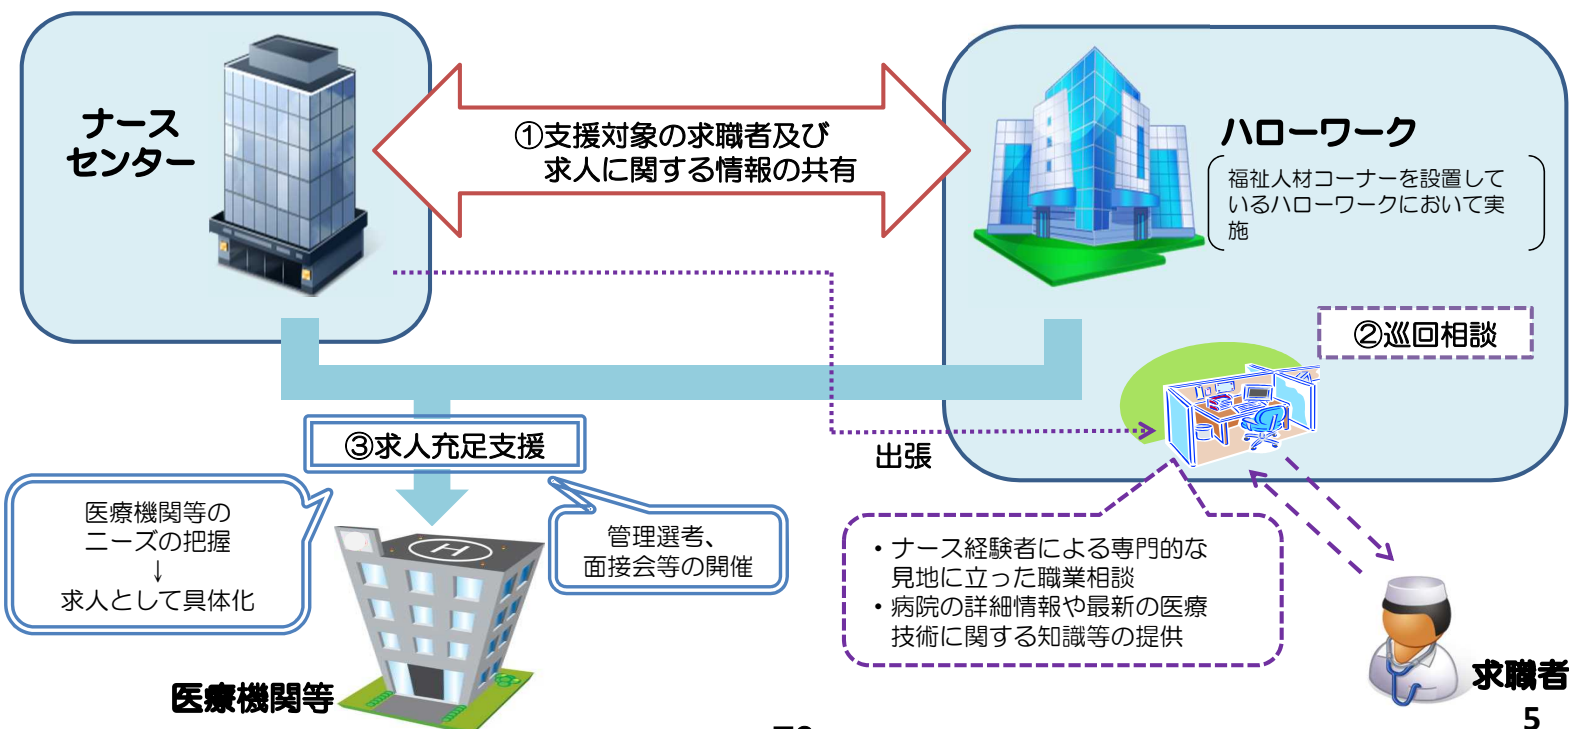 ナース
センター
①支援対象の求職者及び
求人に関する情報の共有
ハローワーク
福祉人材コーナーを設置して
いるハローワークにおいて実
施
②巡回相談
出張
③求人充足支援
医療機関等の
ニーズの把握
↓
求人として具体化
管理選考、
面接会等の開催
・ナース経験者による専門的な
見地に立った職業相談
・病院の詳細情報や最新の医療
技術に関する知識等の提供
H
医療機関等
求職者
5